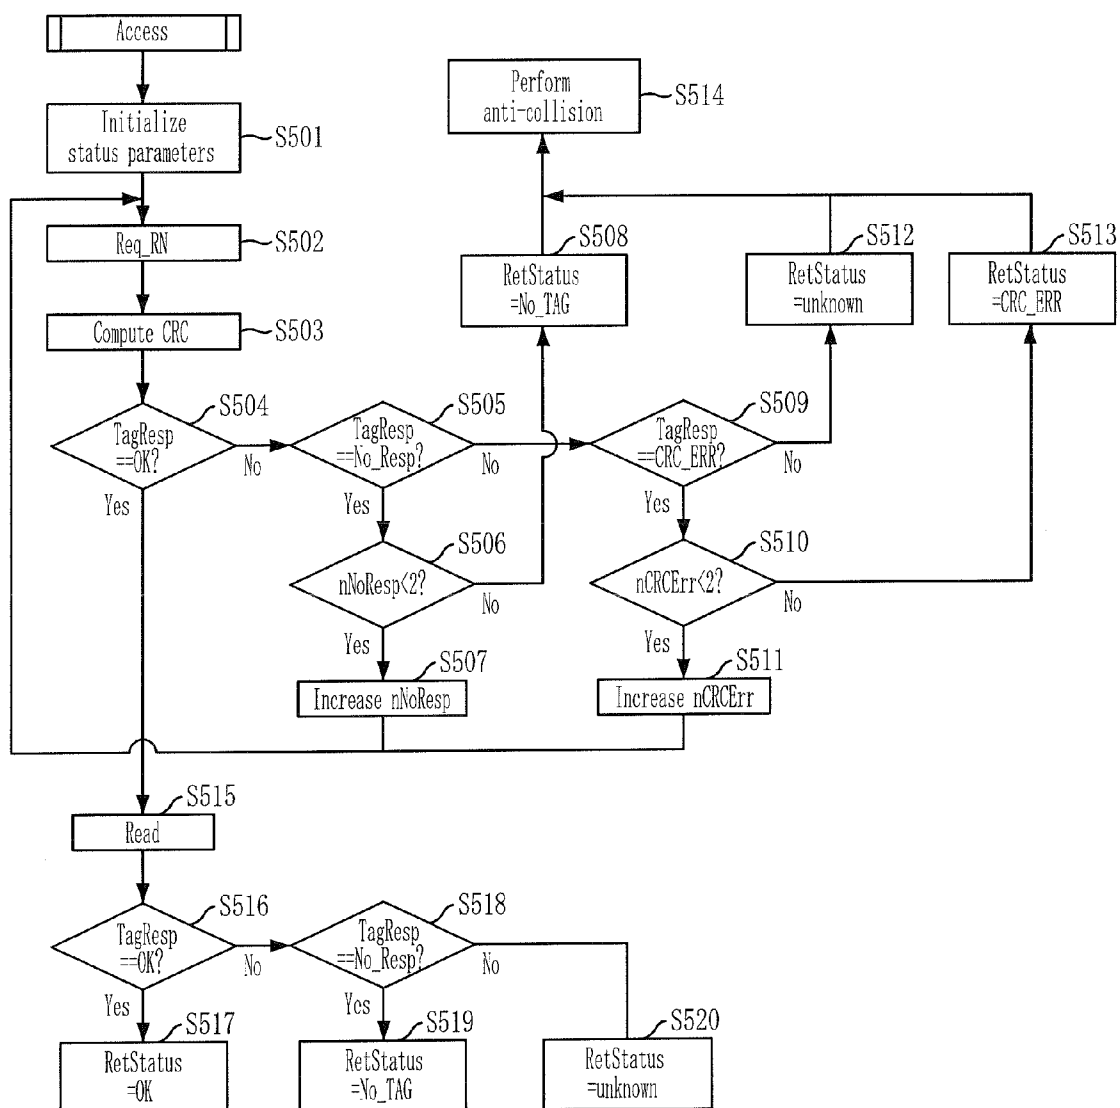 Access
Perform
anti-collision
S514
Initialize
status parameters
S501
Req_RN
S502
S508
RetStatus
=No_TAG
S512
RetStatus
=unknown
S513
RetStatus
=CRC_ERR
Compute CRC
S503
S504
TagResp
==OK?
No
Yes
S505
TagResp
==No_Resp?
No
Yes
S509
TagResp
==CRC_ERR?
No
Yes
S506
nNoResp<2?
No
Yes
S510
nCRCErr<2?
No
Yes
S507
Increase nNoResp
S511
Increase nCRCErr
S515
Read
S516
TagResp
==OK?
No
Yes
S518
TagResp
==No_Resp?
No
Yes
S517
RetStatus
=OK
S519
RetStatus
=No_TAG
S520
RetStatus
=unknown